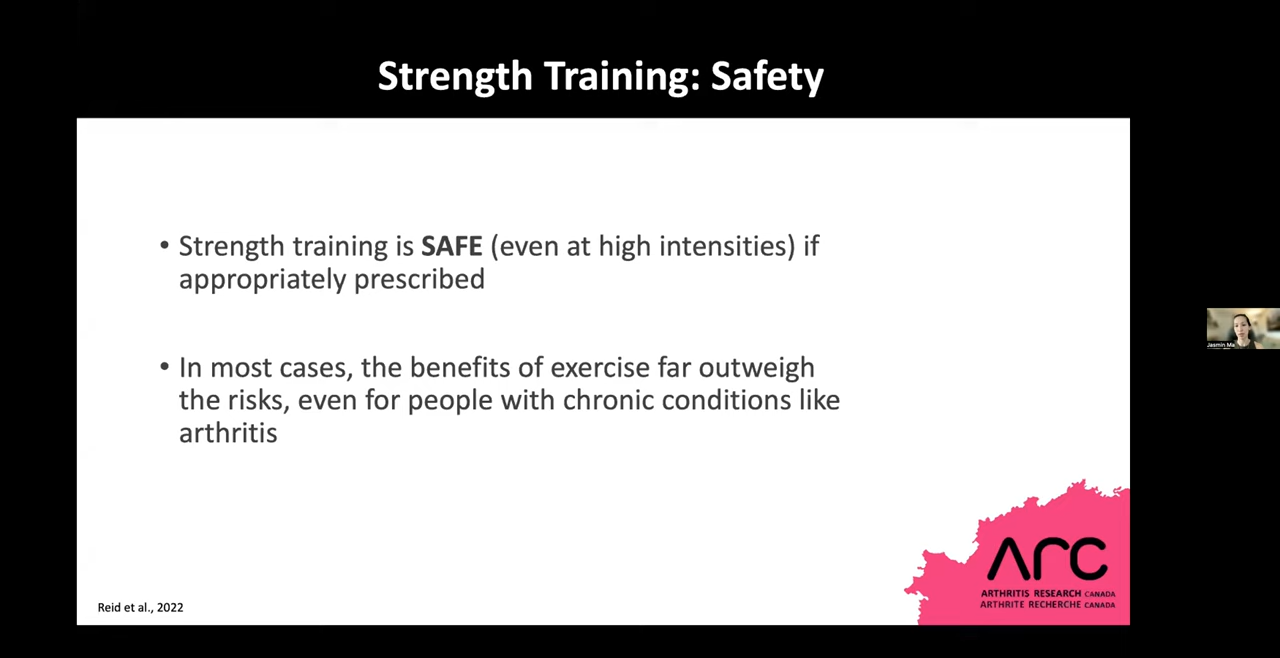 Strength Training: Safety
• Strength training is SAFE (even at high intensities) if
appropriately prescribed
• In most cases, the benefits of exercise far outweigh
the risks, even for people with chronic conditions like
arthritis
Jasmin Ma
arc
ARTHRITIS RESEARCH CANADA
ARTHRITE RECHERCHE CANADA
Reid et al., 2022